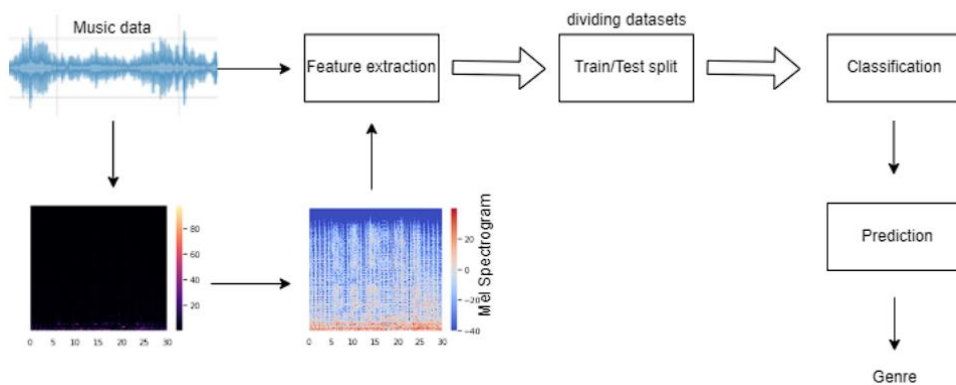 dividing datasets
Music data
Feature extraction
Train/Test split
Classification
80
60
40
20
0 5 10 15 20 25 30
20
0
−20
−40
Mel Spectrogram
0 5 10 15 20 25 30
Prediction
Genre